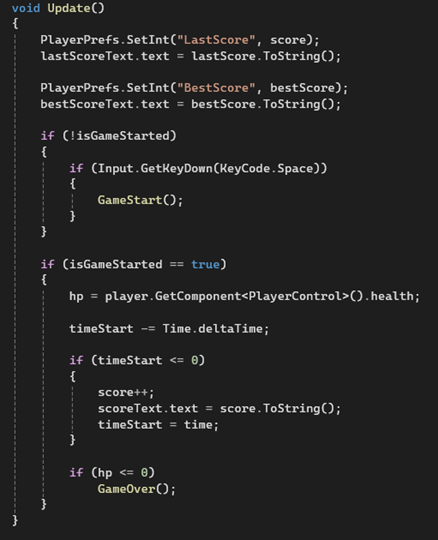 void Update()
{
PlayerPrefs.SetInt("LastScore", score);
lastScoreText.text = lastScore.ToString();
PlayerPrefs.SetInt("BestScore", bestScore);
bestScoreText.text = bestScore.ToString();
if (!isGameStarted)
{
if (Input.GetKeyDown(KeyCode.Space))
{
GameStart();
}
}
if (isGameStarted == true)
{
hp = player.GetComponent<PlayerControl>().health;
timeStart -= Time.deltaTime;
if (timeStart <= 0)
{
score++;
scoreText.text = score.ToString();
timeStart = time;
}
if (hp <= 0)
GameOver();
}
}